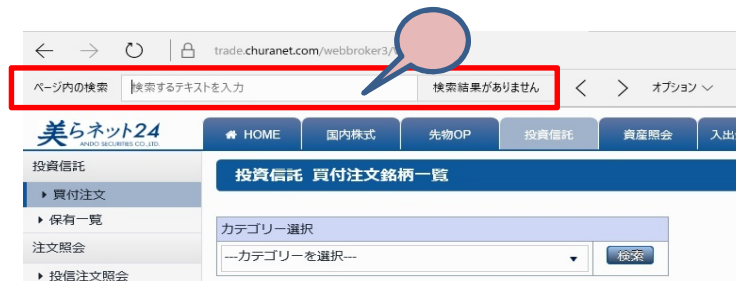 trade.churanet.com/webbroker3/
ページ内の検索 検索するテキストを入力 検索結果がありません オプション
美らネット24
ANDO SECURITIES CO.,LTD.
HOME 国内株式 先物OP 投資信託 資産照会 入出
投資信託
買付注文
保有一覧
注文照会
投信注文照会
投資信託 買付注文銘柄一覧
カテゴリー選択
---カテゴリーを選択--- 検索